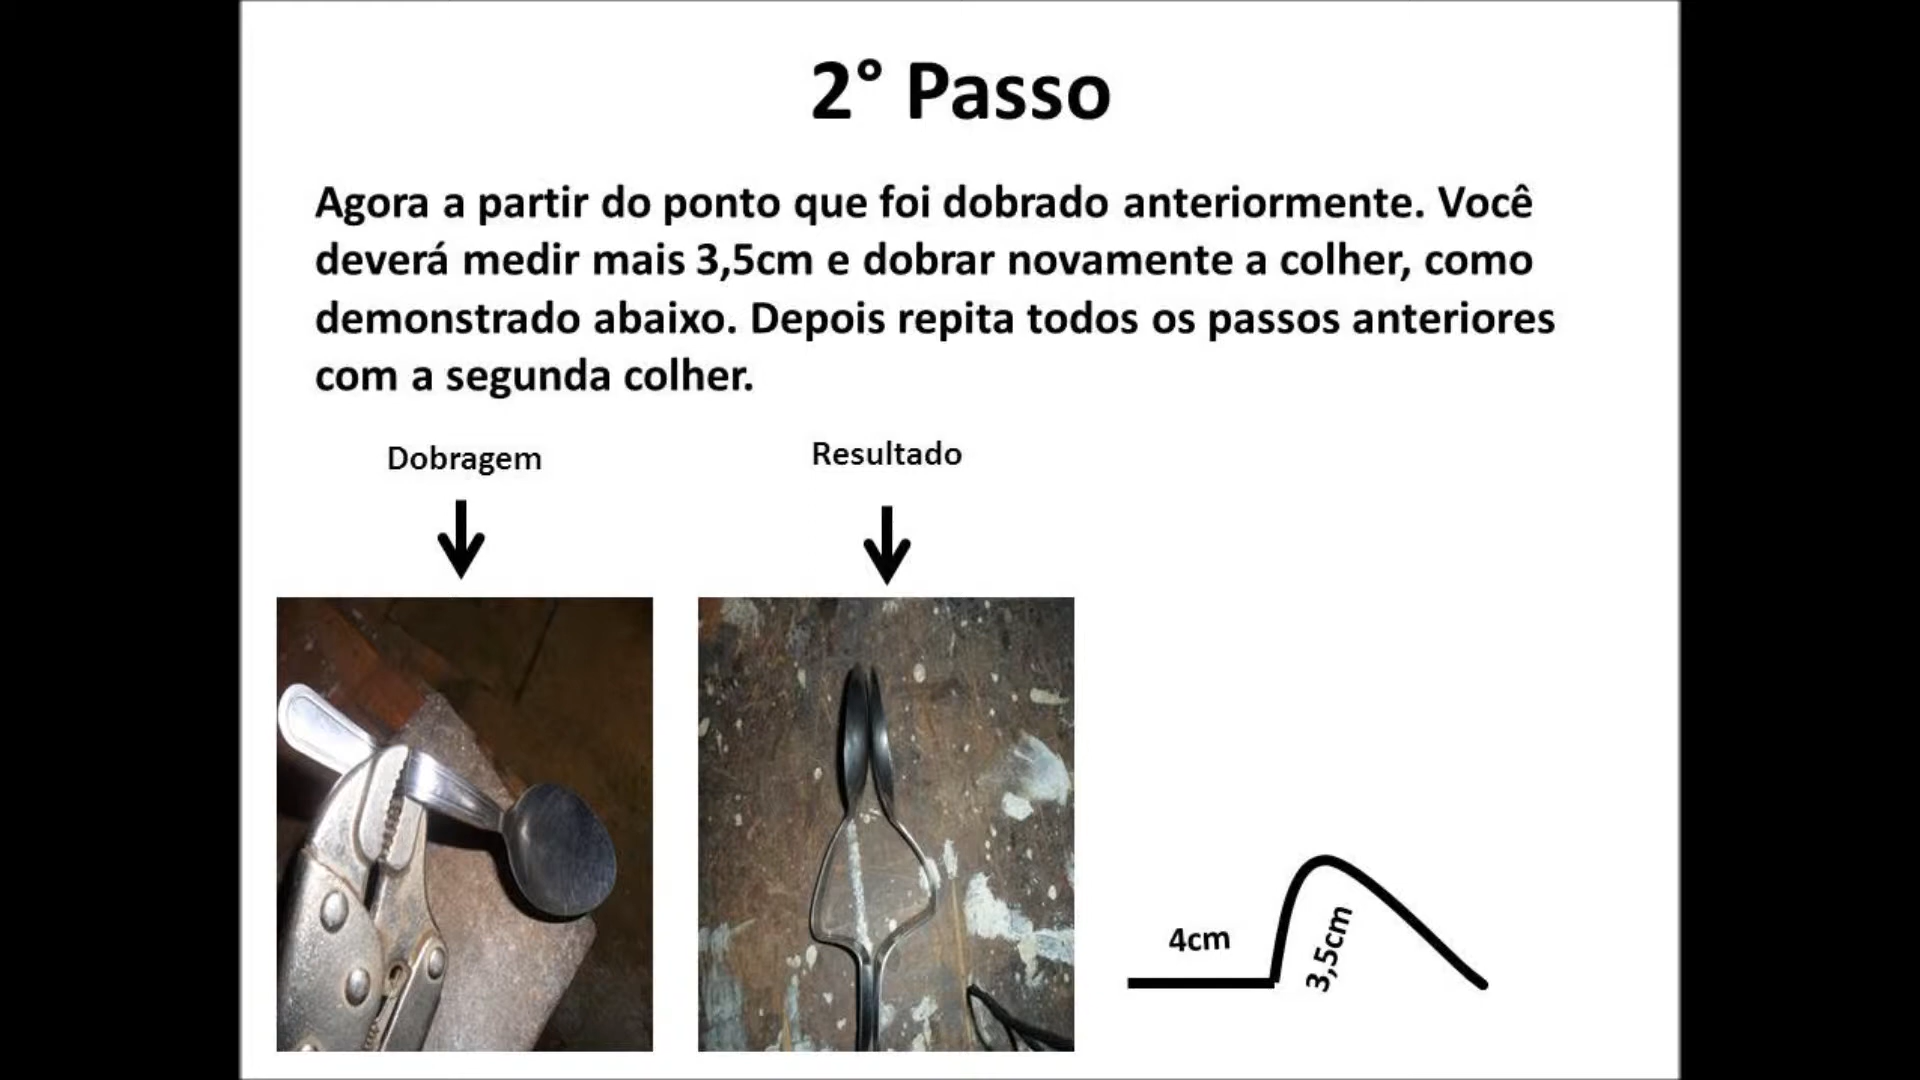 2° Passo
Agora a partir do ponto que foi dobrado anteriormente. Você
deverá medir mais 3,5cm e dobrar novamente a colher, como
demonstrado abaixo. Depois repita todos os passos anteriores
com a segunda colher.
Dobragem
Resultado
4cm
3,5cm